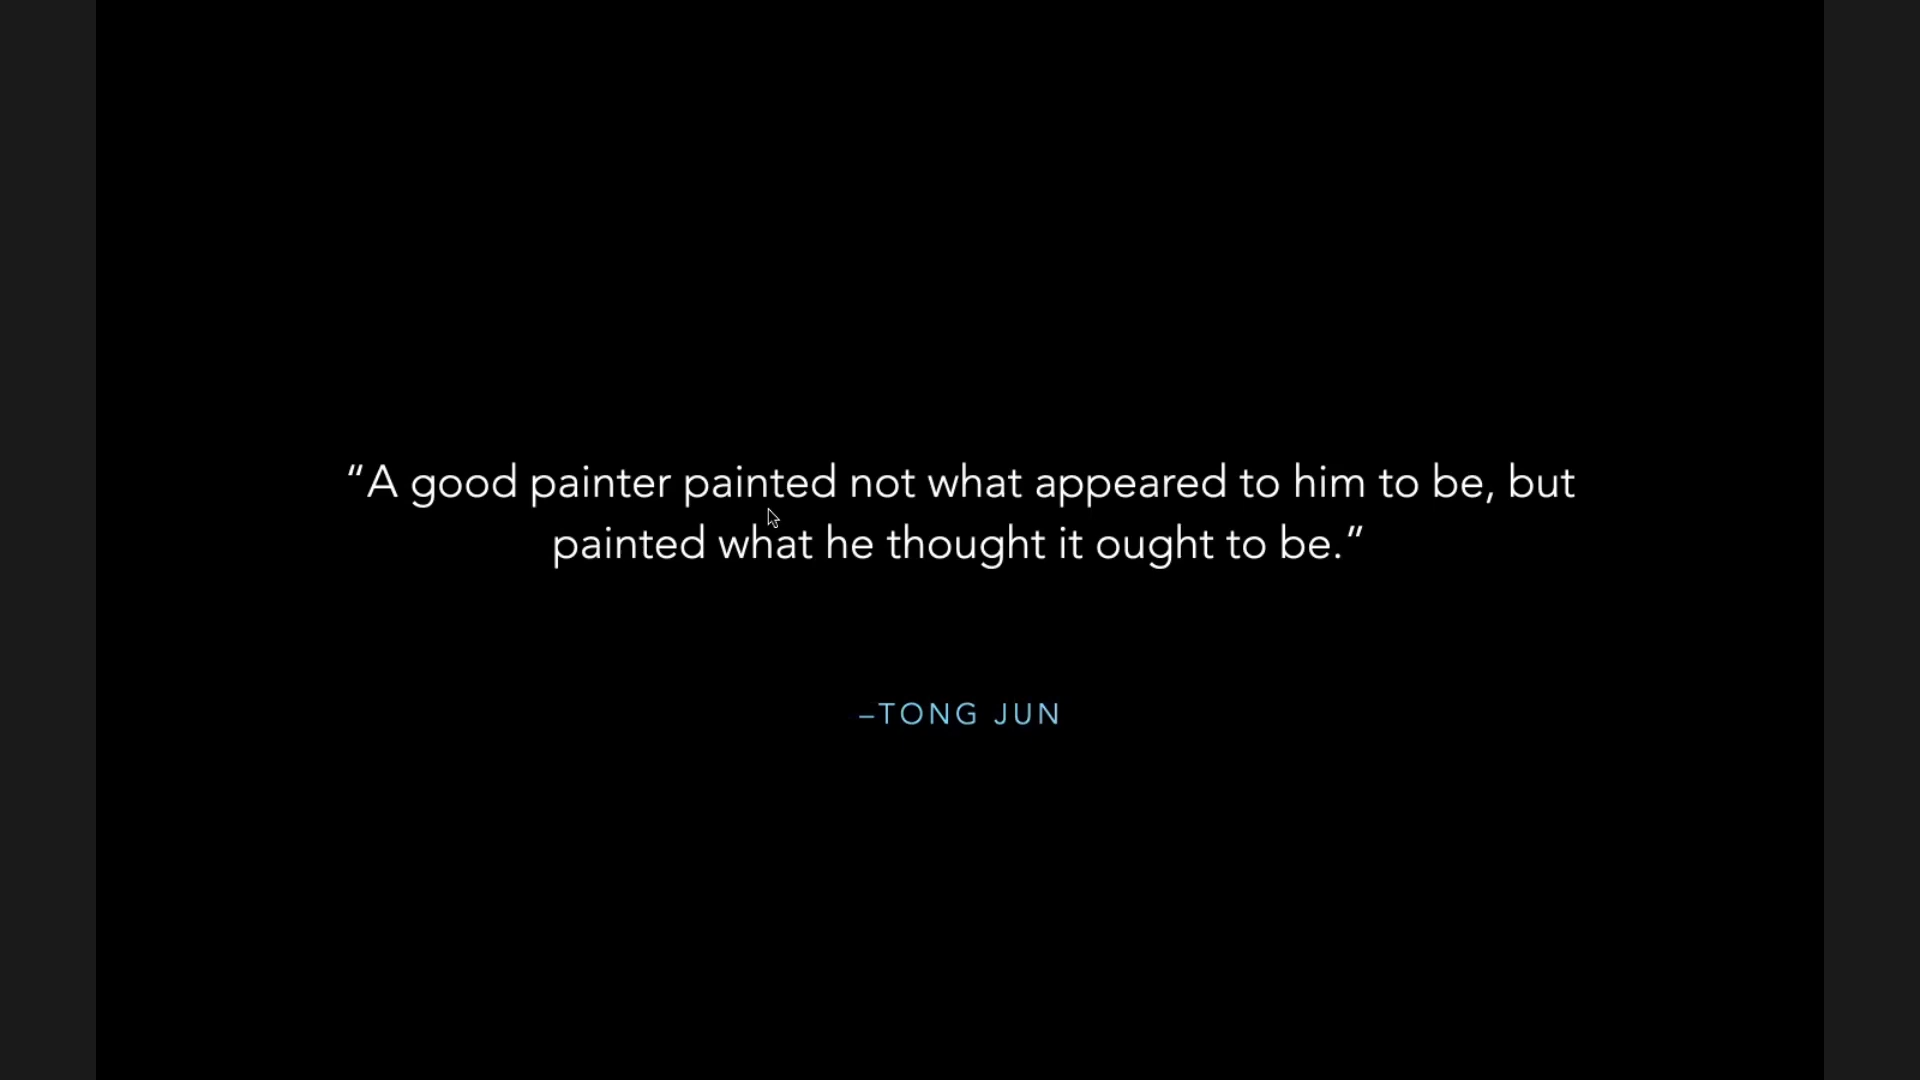 “A good painter painted not what appeared to him to be, but
painted what he thought it ought to be.”
–TONG JUN